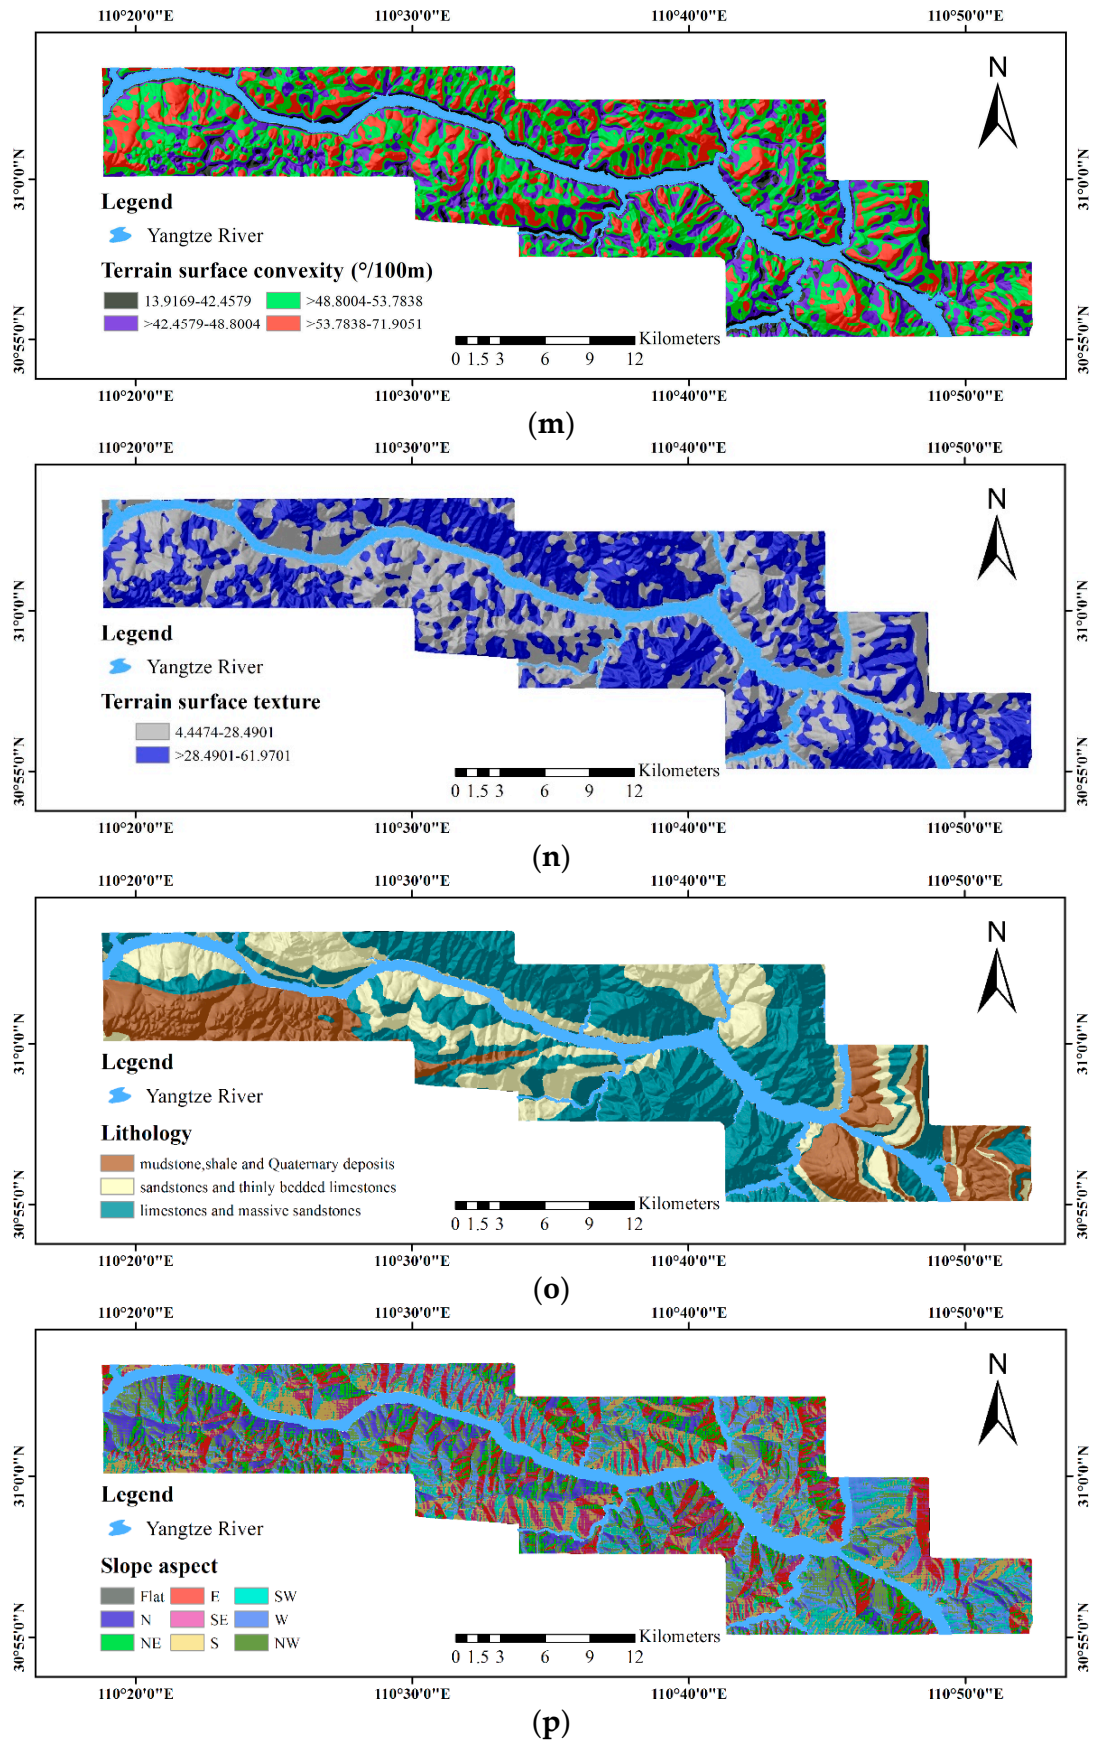 110°20'0"E 110°30'0"E 110°40'0"E 110°50'0"E
N
31°0'0"N 31°0'0"N
Legend
Yangtze River
Terrain surface convexity (°/100m)
13.9169-42.4579 >48.8004-53.7838
>42.4579-48.8004 >53.7838-71.9051
Kilometers
0 1.5 3 6 9 12
30°55'0"N 30°55'0"N
110°20'0"E 110°30'0"E 110°40'0"E 110°50'0"E
(m)
110°20'0"E 110°30'0"E 110°40'0"E 110°50'0"E
N
31°0'0"N 31°0'0"N
Legend
Yangtze River
Terrain surface texture
4.4474-28.4901
>28.4901-61.9701
Kilometers
0 1.5 3 6 9 12
30°55'0"N 30°55'0"N
110°20'0"E 110°30'0"E 110°40'0"E 110°50'0"E
(n)
110°20'0"E 110°30'0"E 110°40'0"E 110°50'0"E
N
31°0'0"N 31°0'0"N
Legend
Yangtze River
Lithology
mudstone,shale and Quaternary deposits
sandstones and thinly bedded limestones
limestones and massive sandstones
Kilometers
0 1.5 3 6 9 12
30°55'0"N 30°55'0"N
110°20'0"E 110°30'0"E 110°40'0"E 110°50'0"E
(o)
110°20'0"E 110°30'0"E 110°40'0"E 110°50'0"E
N
31°0'0"N 31°0'0"N
Legend
Yangtze River
Slope aspect
Flat E SW
N SE W
NE S NW
Kilometers
0 1.5 3 6 9 12
30°55'0"N 30°55'0"N
110°20'0"E 110°30'0"E 110°40'0"E 110°50'0"E
(p)